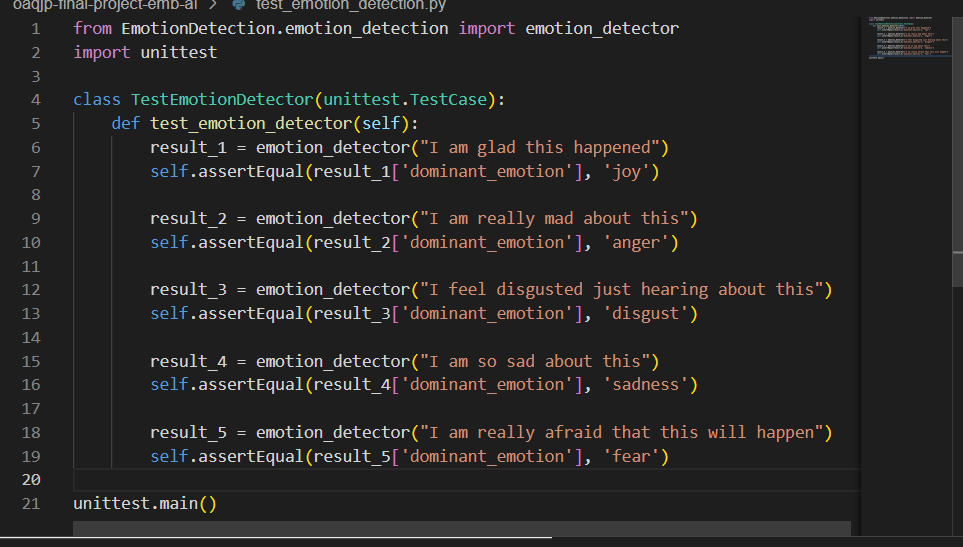 oaqjp-final-project-emb-ai > test_emotion_detection.py
1 from EmotionDetection.emotion_detection import emotion_detector
2 import unittest
3
4 class TestEmotionDetector(unittest.TestCase):
5     def test_emotion_detector(self):
6         result_1 = emotion_detector("I am glad this happened")
7         self.assertEqual(result_1['dominant_emotion'], 'joy')
8
9         result_2 = emotion_detector("I am really mad about this")
10         self.assertEqual(result_2['dominant_emotion'], 'anger')
11
12         result_3 = emotion_detector("I feel disgusted just hearing about this")
13         self.assertEqual(result_3['dominant_emotion'], 'disgust')
14
15         result_4 = emotion_detector("I am so sad about this")
16         self.assertEqual(result_4['dominant_emotion'], 'sadness')
17
18         result_5 = emotion_detector("I am really afraid that this will happen")
19         self.assertEqual(result_5['dominant_emotion'], 'fear')
20
21 unittest.main()